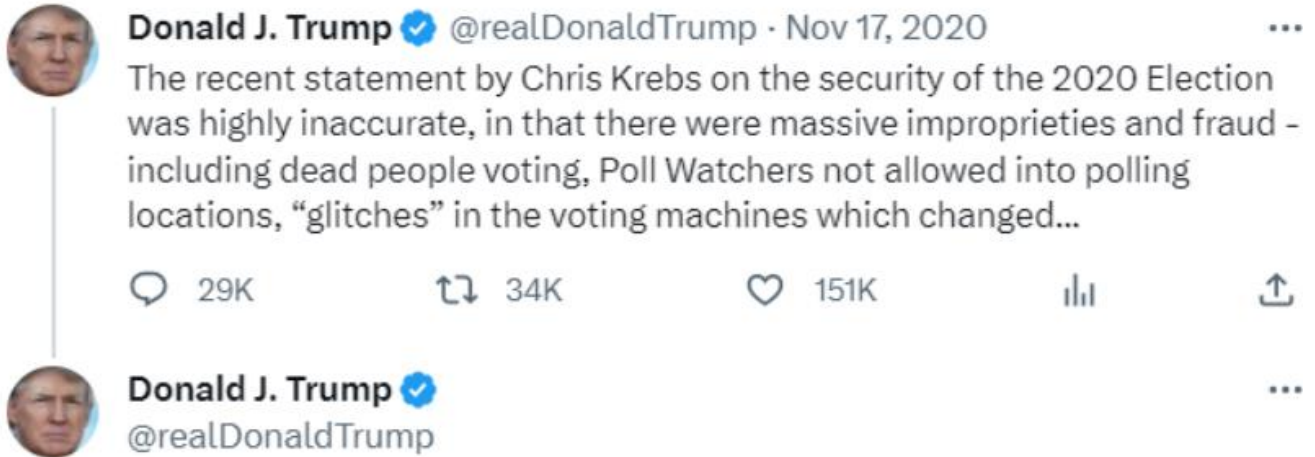 Donald J. Trump @realDonaldTrump · Nov 17, 2020
The recent statement by Chris Krebs on the security of the 2020 Election
was highly inaccurate, in that there were massive improprieties and fraud -
including dead people voting, Poll Watchers not allowed into polling
locations, “glitches” in the voting machines which changed...
29K 34K 151K
Donald J. Trump
@realDonaldTrump